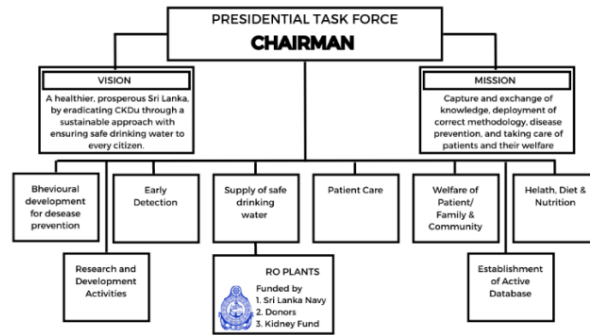 PRESIDENTIAL TASK FORCE
CHAIRMAN
VISION
A healthier, prosperous Sri Lanka,
by eradicating CKDu through a
sustainable approach with
ensuring safe drinking water to
every citizen.
MISSION
Capture and exchange of
knowledge, deployment of
correct methodology, disease
prevention, and taking care of
patients and their welfare
Bhevioural
development
for desease
prevention
Early
Detection
Supply of safe
drinking
water
Patient Care
Welfare of
Patient/
Family &
Community
Helath, Diet &
Nutrition
Research and
Development
Activities
RO PLANTS
Funded by
1. Sri Lanka Navy
2. Donors
3. Kidney Fund
Establishment
of Active
Database